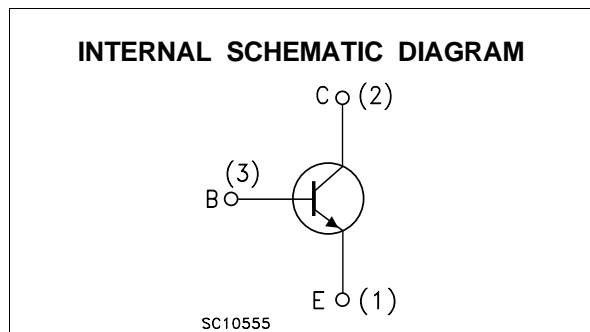 INTERNAL SCHEMATIC DIAGRAM
C (2)
(3)
B
E (1)
SC10555